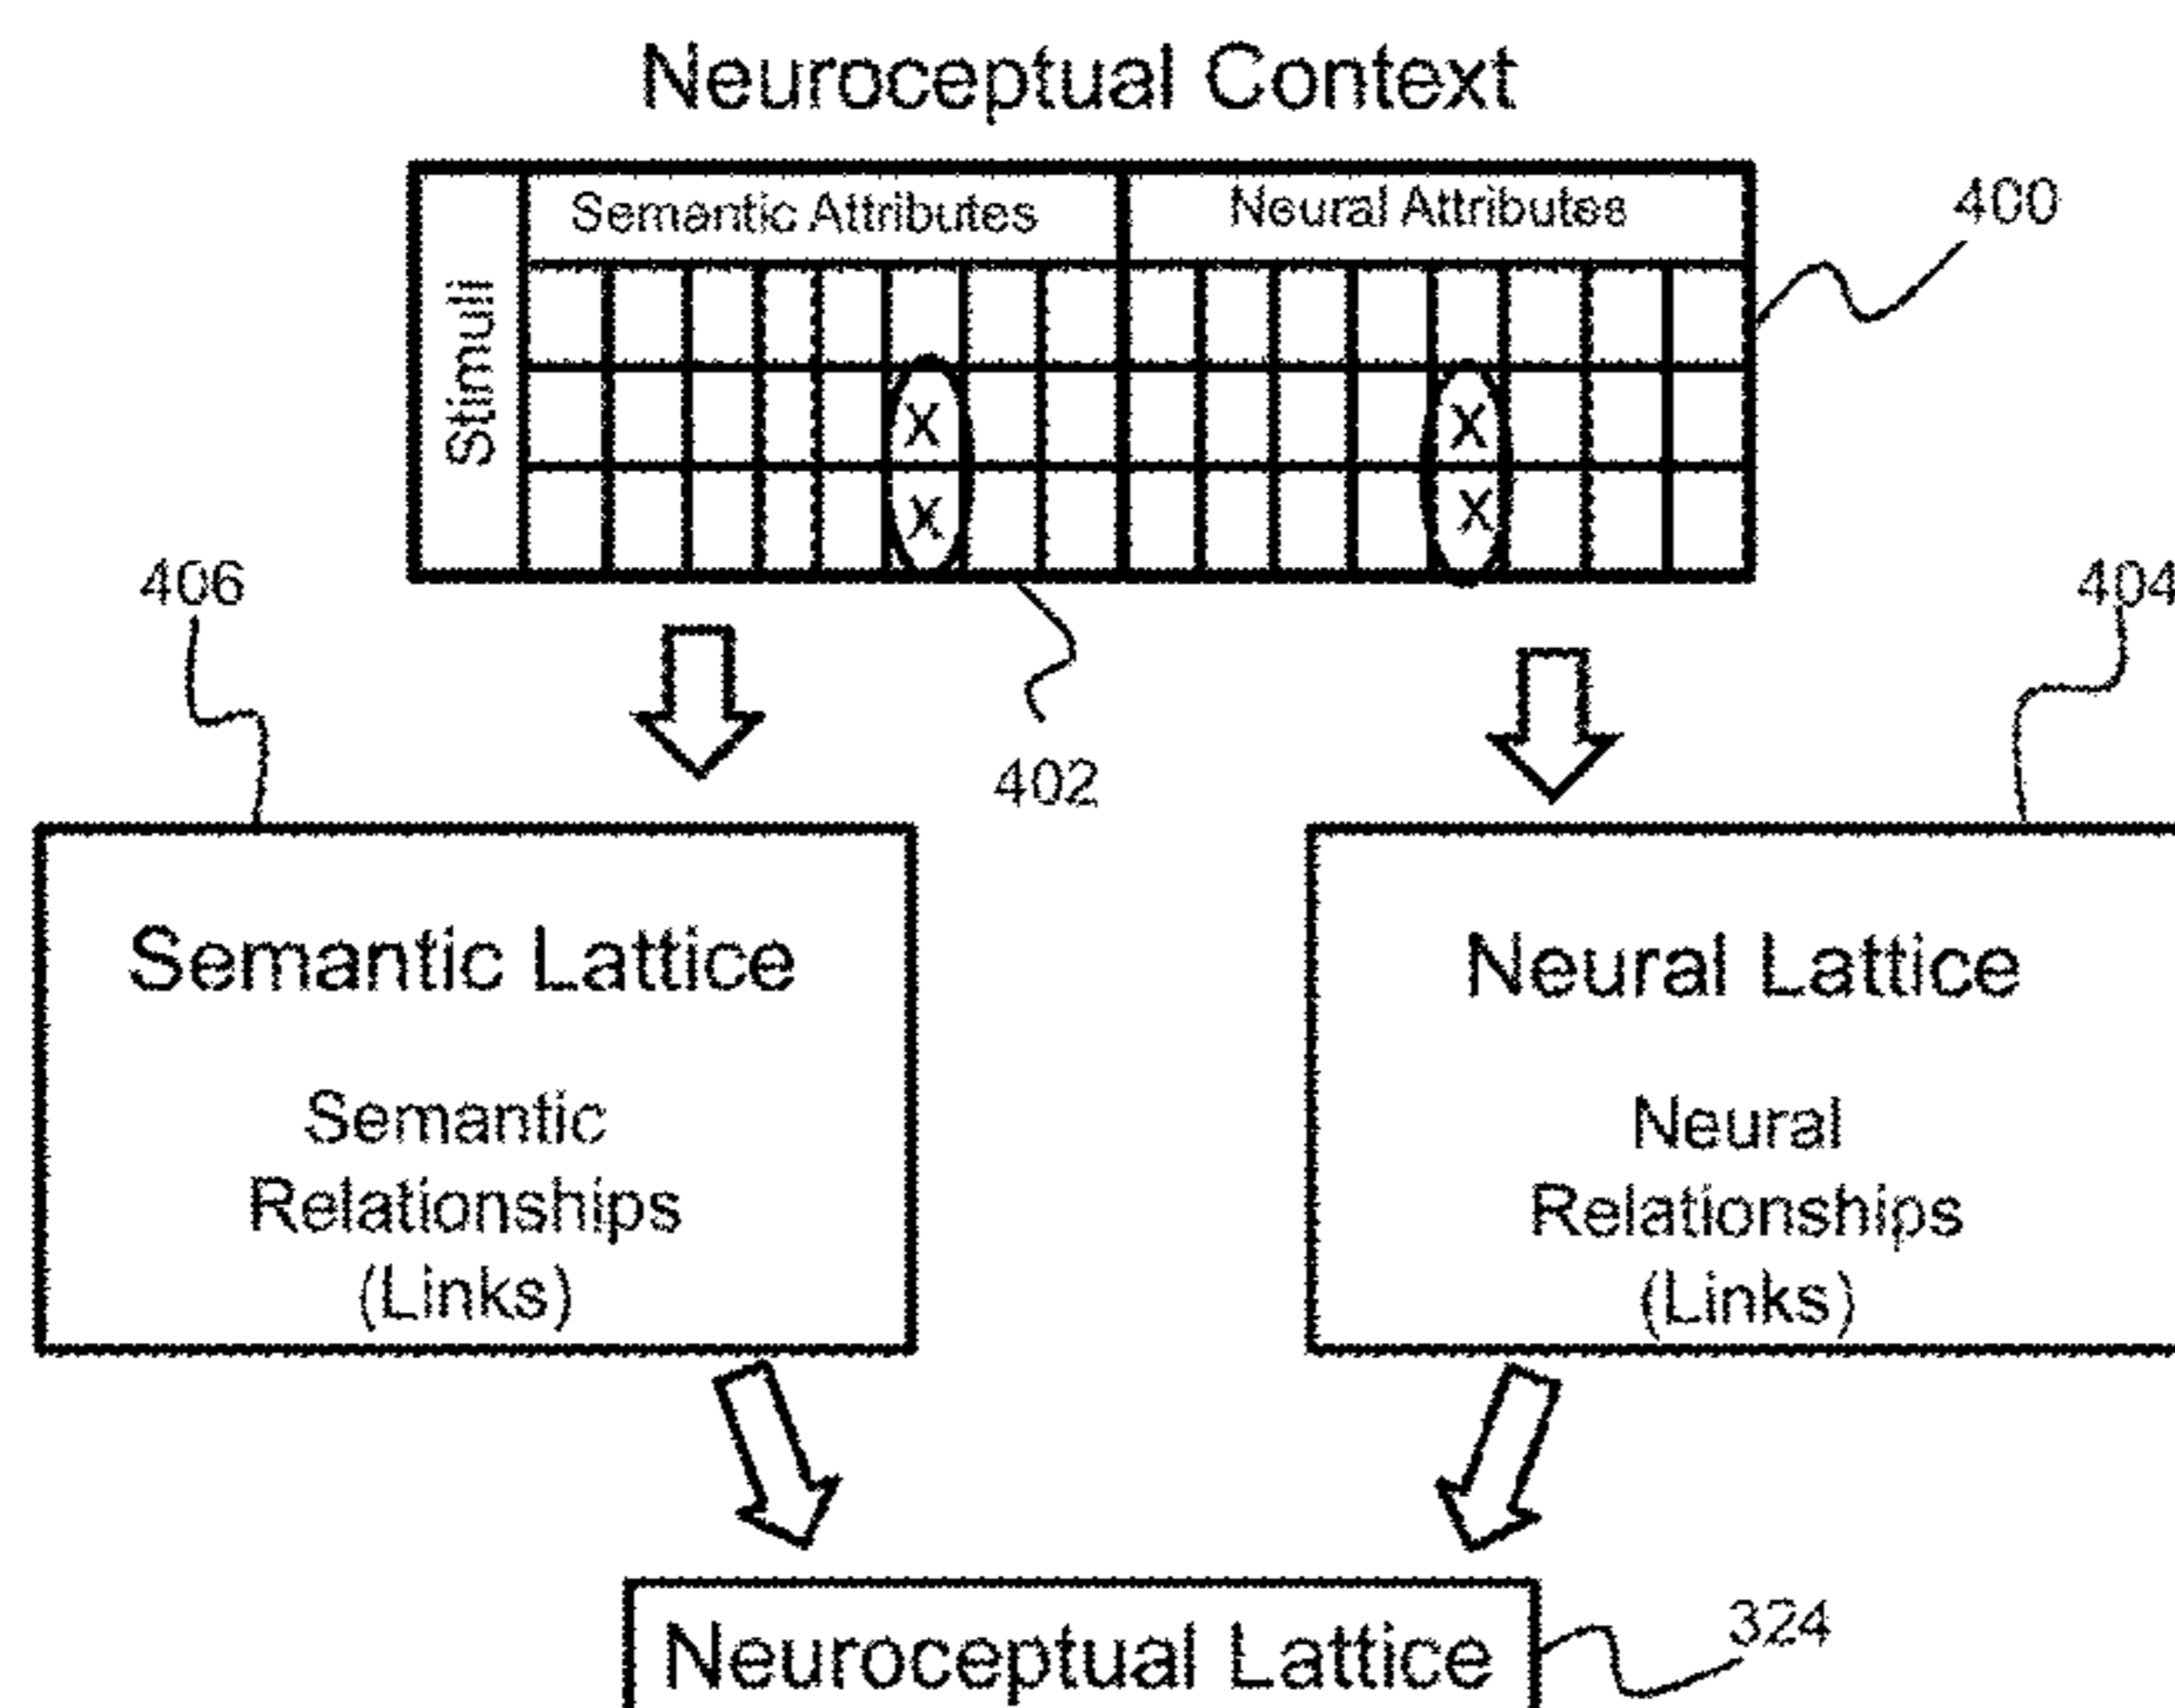 Neuroceptual Context
Semantic Attributes
Neural Attributes
400
Stimuli
X
X
X
X
406
404
402
Semantic Lattice
Semantic
Relationships
(Links)
Neural Lattice
Neural
Relationships
(Links)
Neuroceptual Lattice
324